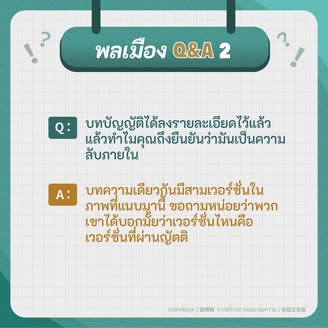 พลเมือง Q&A 2
Q:
บทบัญญัติได้ลงรายละเอียดไว้แล้ว
แล้วทำไมคุณถึงยืนยันว่ามันเป็นความ
ลับภายใน
A:
บทความเดียวกันมีสามเวอร์ชั่นใน
ภาพที่แนบมานี้ ขอถามหน่อยว่าพวก
เขาได้บอกมั้ยว่าเวอร์ชั่นไหนคือ
เวอร์ชั่นที่ผ่านญัตติ